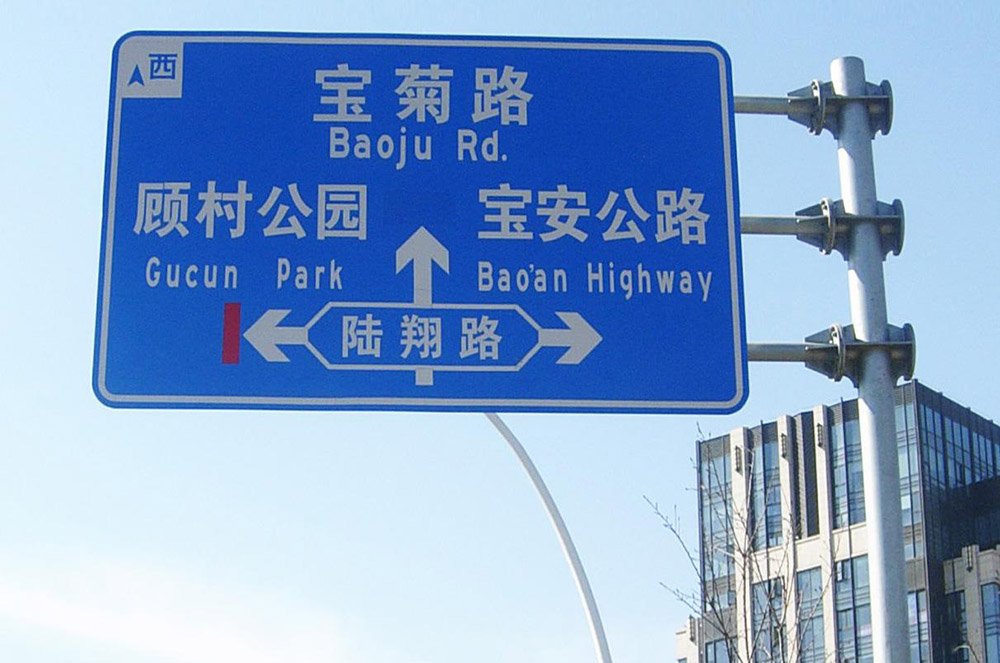 西
宝菊路
Baoju Rd.
顾村公园 宝安公路
Gucun Park Bao'an Highway
陆翔路